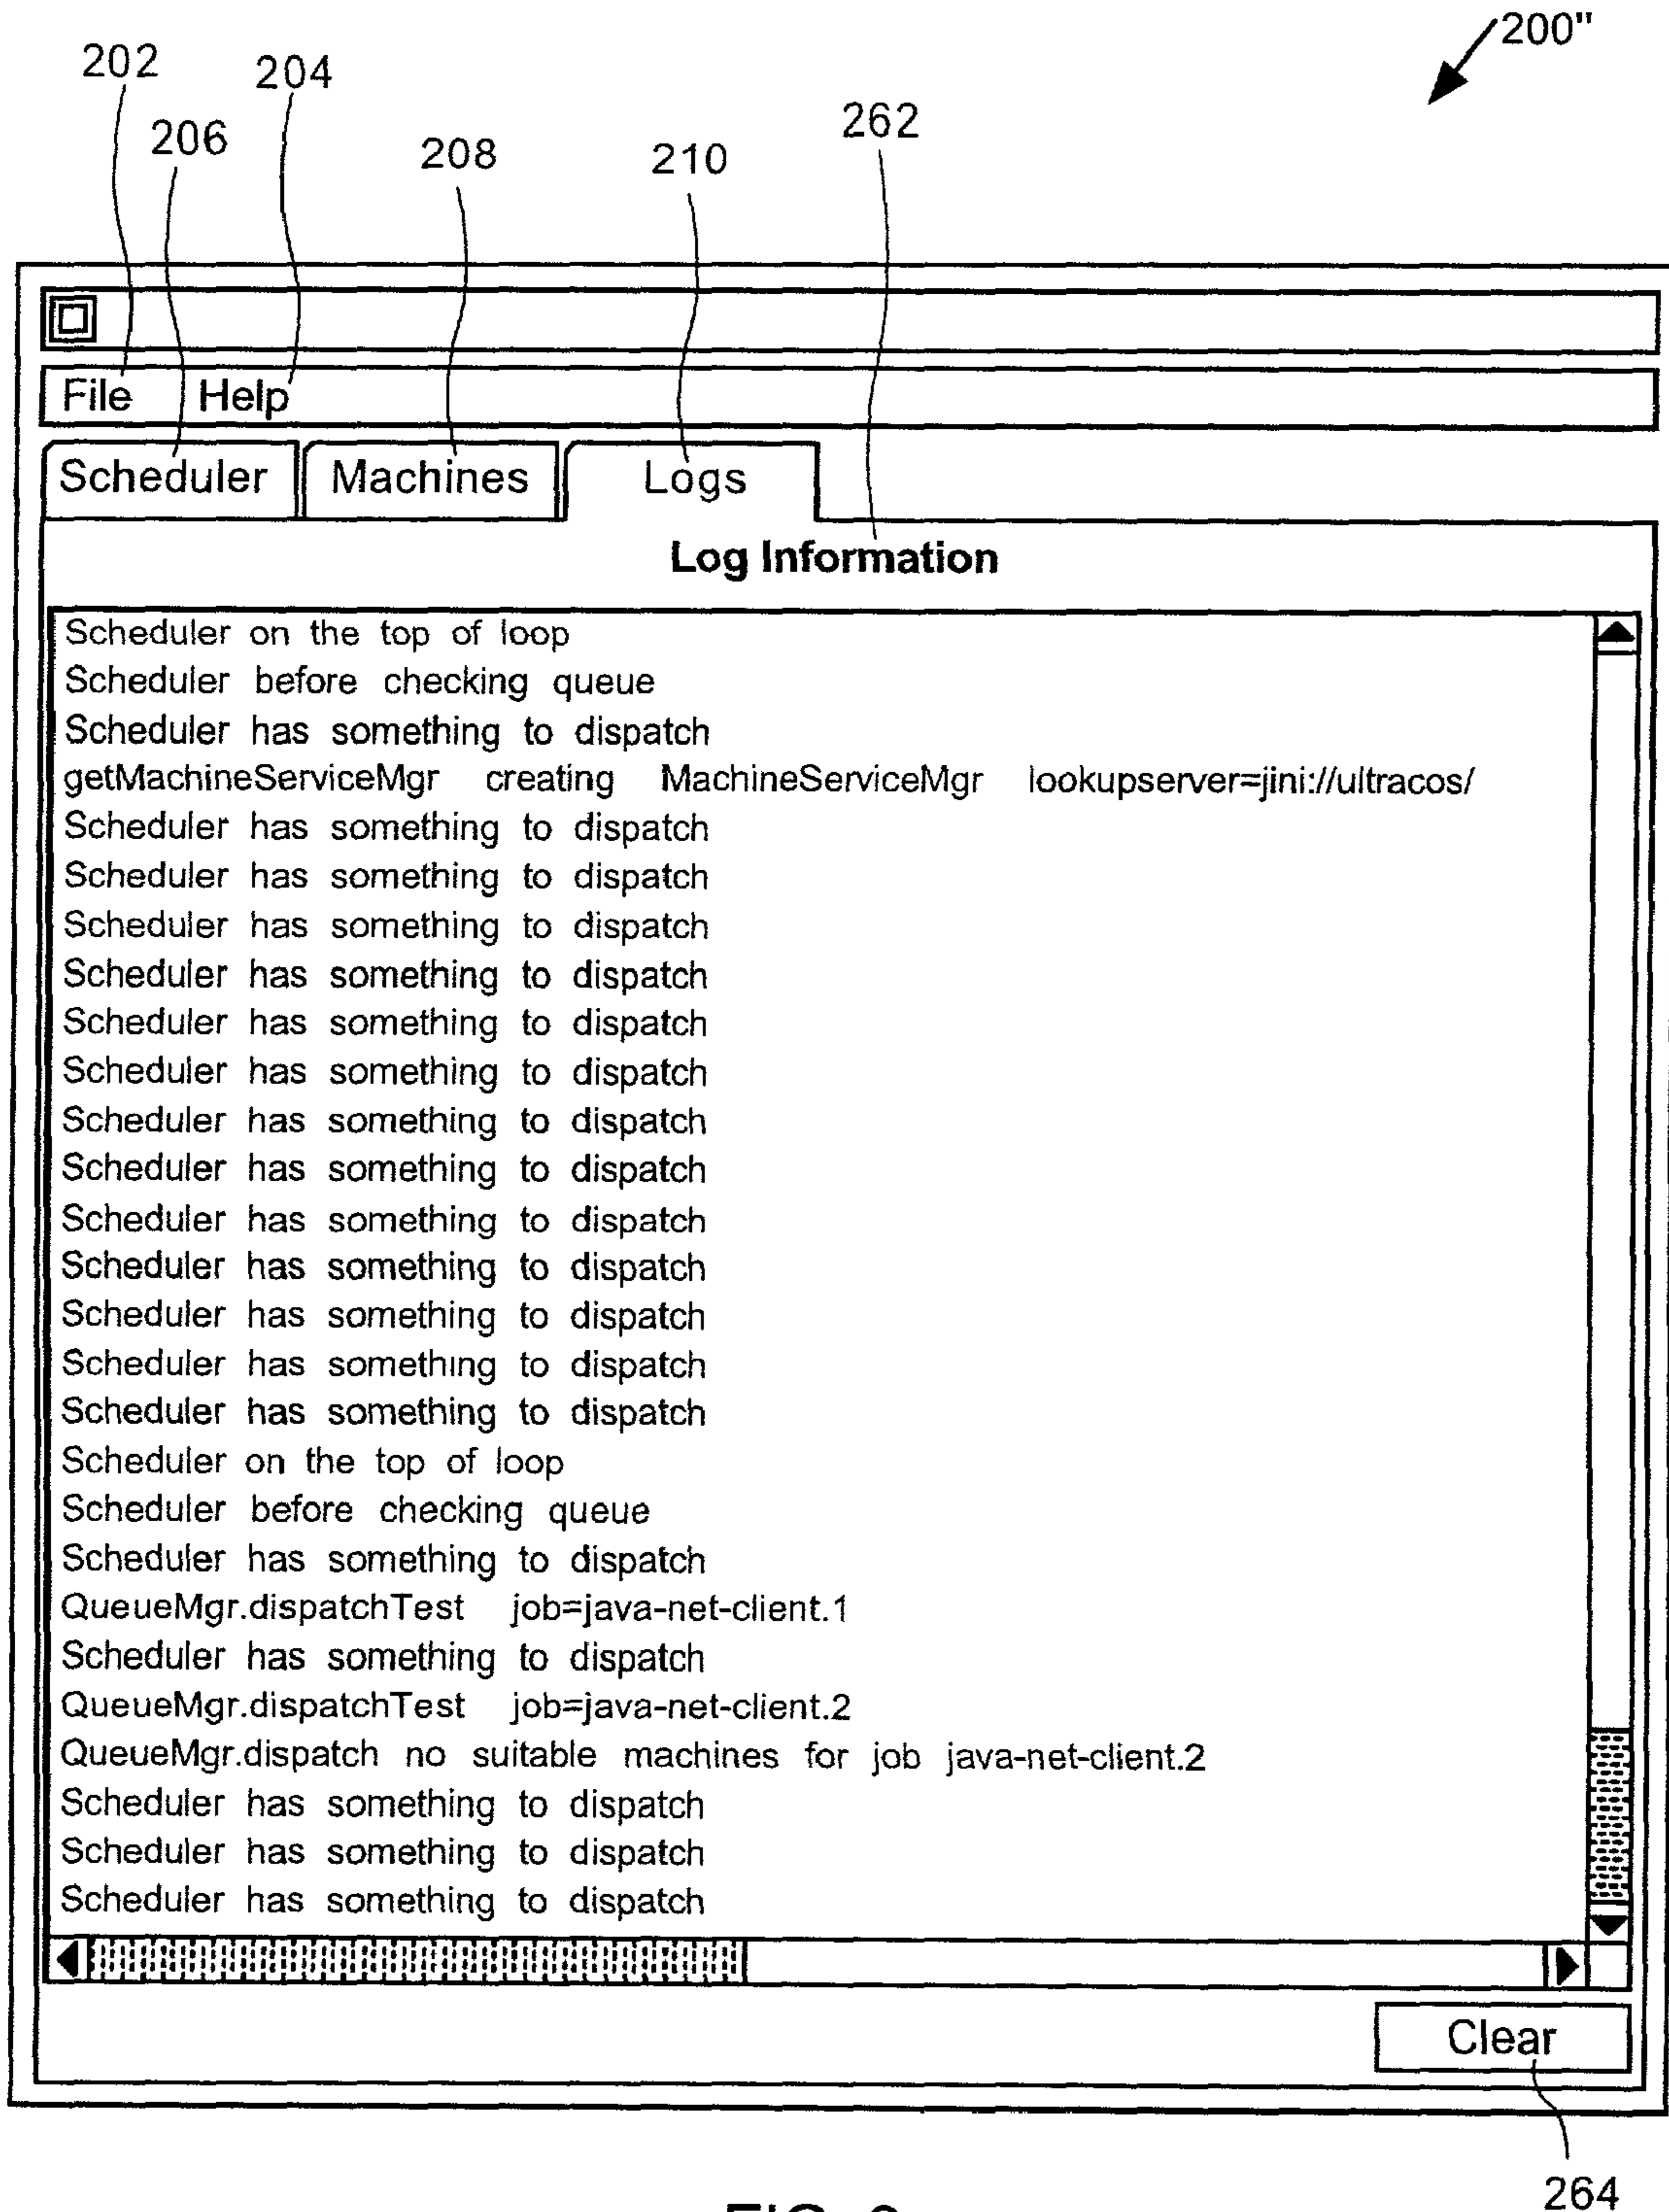 200"
202
204
206
208
210
262
File Help
Scheduler Machines Logs
Log Information
Scheduler on the top of loop
Scheduler before checking queue
Scheduler has something to dispatch
getMachineServiceMgr creating MachineServiceMgr lookupserver=jini://ultracos/
Scheduler has something to dispatch
Scheduler has something to dispatch
Scheduler has something to dispatch
Scheduler has something to dispatch
Scheduler has something to dispatch
Scheduler has something to dispatch
Scheduler has something to dispatch
Scheduler has something to dispatch
Scheduler has something to dispatch
Scheduler has something to dispatch
Scheduler has something to dispatch
Scheduler has something to dispatch
Scheduler has something to dispatch
Scheduler on the top of loop
Scheduler before checking queue
Scheduler has something to dispatch
QueueMgr.dispatchTest job=java-net-client.1
Scheduler has something to dispatch
QueueMgr.dispatchTest job=java-net-client.2
QueueMgr.dispatch no suitable machines for job java-net-client.2
Scheduler has something to dispatch
Scheduler has something to dispatch
Scheduler has something to dispatch
Clear
264